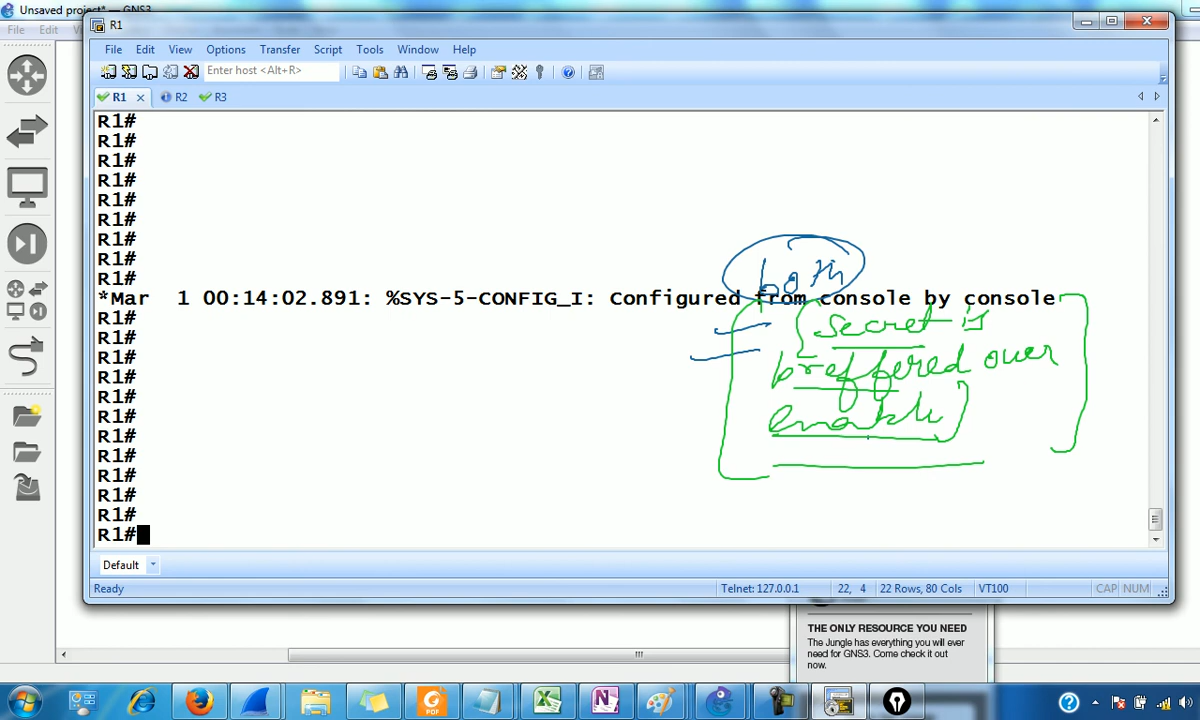 Unsaved project* — GNS3
File Edit
R1
File Edit View Options Transfer Script Tools Window Help
Enter host <Alt+R>
R1 R2 R3
R1#
R1#
R1#
R1#
R1#
R1#
R1#
R1#
R1#
both
*Mar  1 00:14:02.891: %SYS-5-CONFIG_I: Configured from console by console
R1#
secret is
R1#
R1#
preffered over
R1#
R1#
R1#
enable
R1#
R1#
R1#
R1#
R1#
R1#
Default
Ready Telnet: 127.0.0.1 22, 4 22 Rows, 80 Cols VT100 CAP NUM
THE ONLY RESOURCE YOU NEED
The Jungle has everything you will ever
need for GNS3. Come check it out
now.
PDF